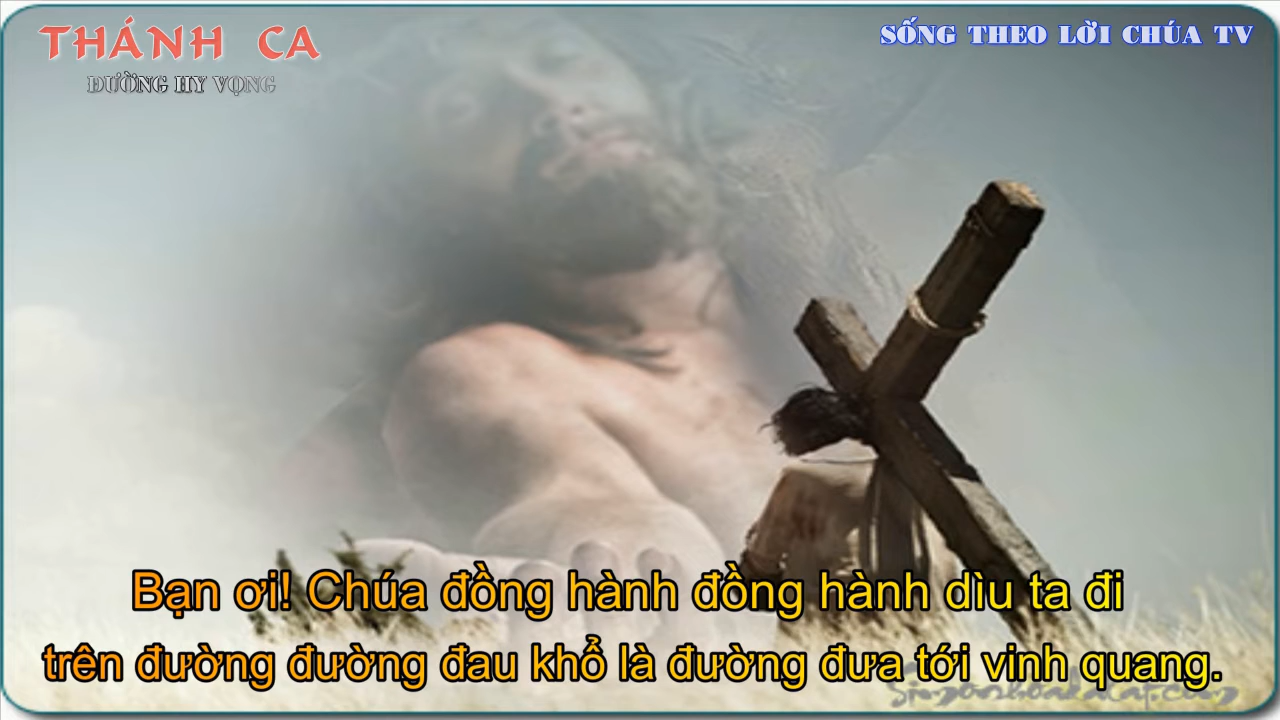 THÁNH CA
ĐƯỜNG HY VỌNG
SỐNG THEO LỜI CHÚA TV
Bạn ơi! Chúa đồng hành đồng hành dìu ta đi
trên đường đường đau khổ là đường đưa tới vinh quang.